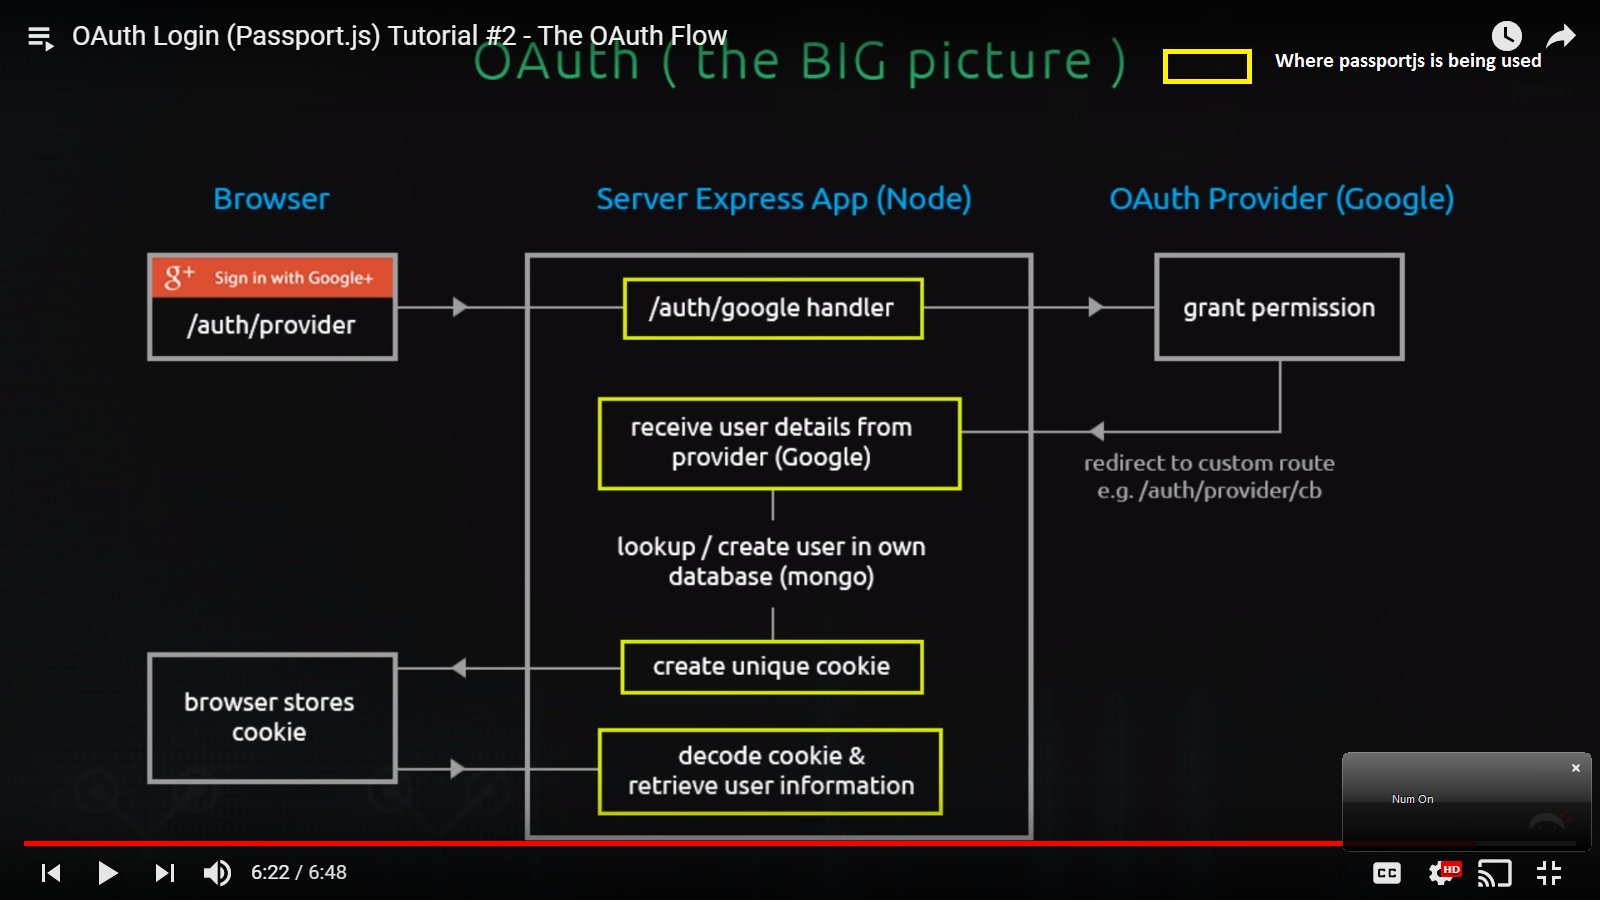 OAuth Login (Passport.js) Tutorial #2 - The OAuth Flow
OAuth ( the BIG picture )
Where passportjs is being used
Browser
Server Express App (Node)
OAuth Provider (Google)
g+ Sign in with Google+
/auth/provider
/auth/google handler
grant permission
receive user details from
provider (Google)
redirect to custom route
e.g. /auth/provider/cb
lookup / create user in own
database (mongo)
create unique cookie
browser stores
cookie
decode cookie &
retrieve user information
×
Num On
6:22 / 6:48
CC
HD